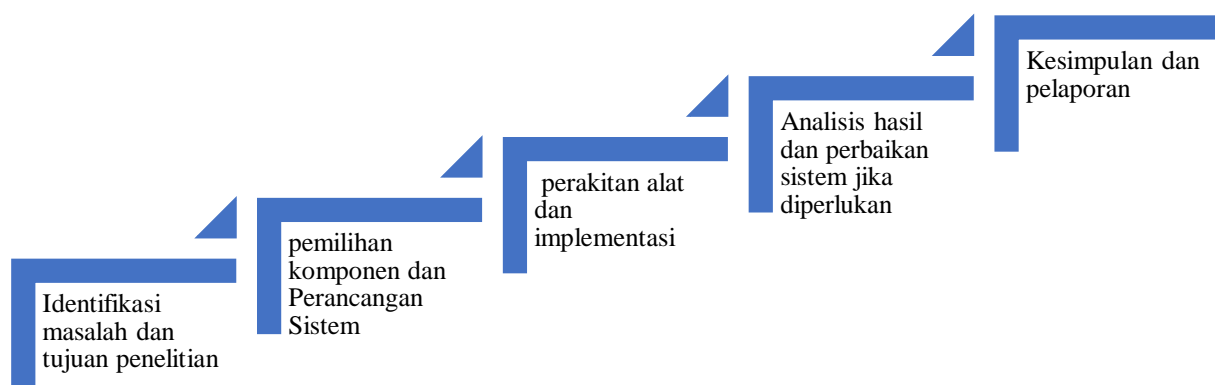 Identifikasi
masalah dan
tujuan penelitian
pemilihan
komponen dan
Perancangan
Sistem
perakitan alat
dan
implementasi
Analisis hasil
dan perbaikan
sistem jika
diperlukan
Kesimpulan dan
pelaporan